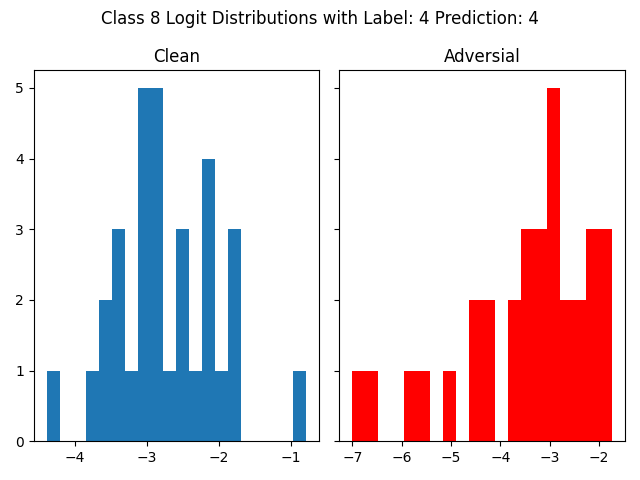 Class 8 Logit Distributions with Label: 4 Prediction: 4
Clean
Adversial
5
4
3
2
1
0
−4 −3 −2 −1
−7 −6 −5 −4 −3 −2